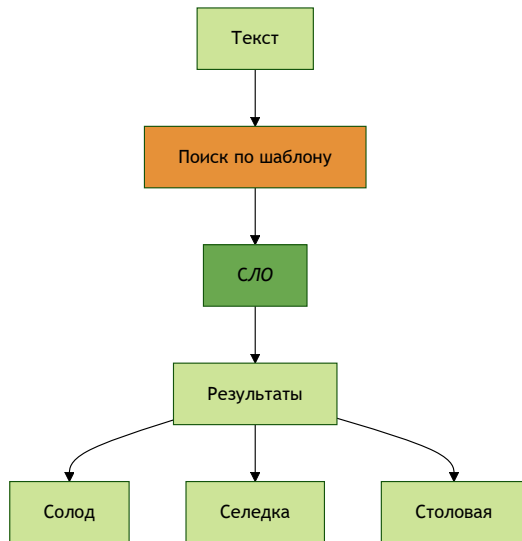 Текст
Поиск по шаблону
СЛО
Результаты
Солод
Селедка
Столовая